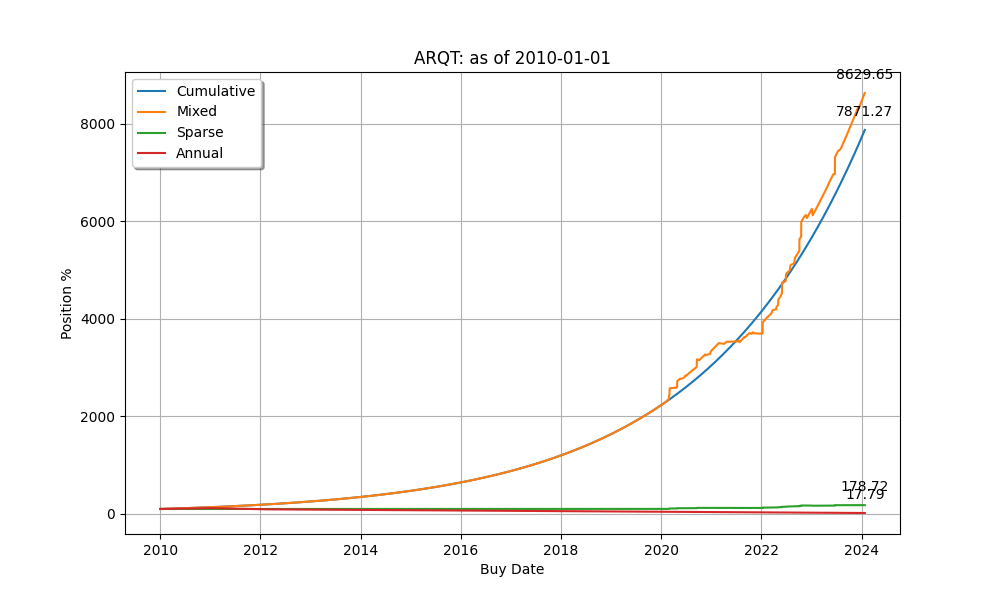 ARQT: as of 2010-01-01
8629.65
7871.27
178.72
17.79
Cumulative
Mixed
Sparse
Annual
Position %
8000
6000
4000
2000
0
2010 2012 2014 2016 2018 2020 2022 2024
Buy Date